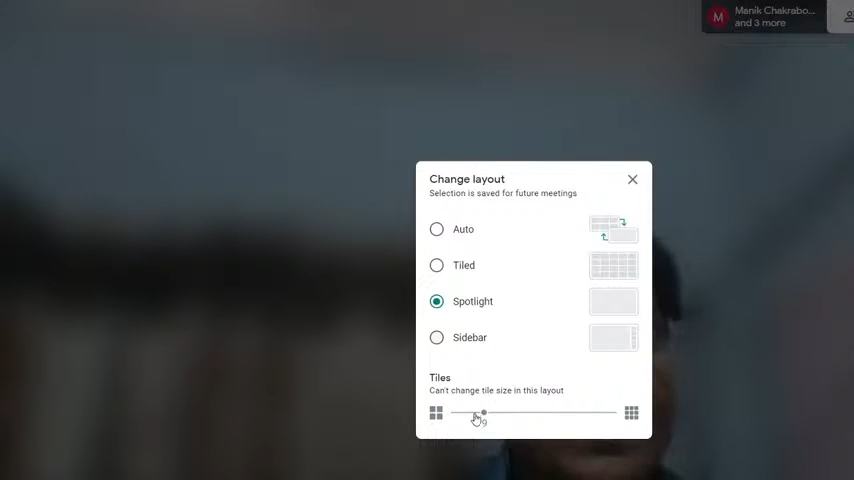 M
Manik Chakrabo...
and 3 more
Change layout
Selection is saved for future meetings
Auto
Tiled
Spotlight
Sidebar
Tiles
Can't change tile size in this layout
9